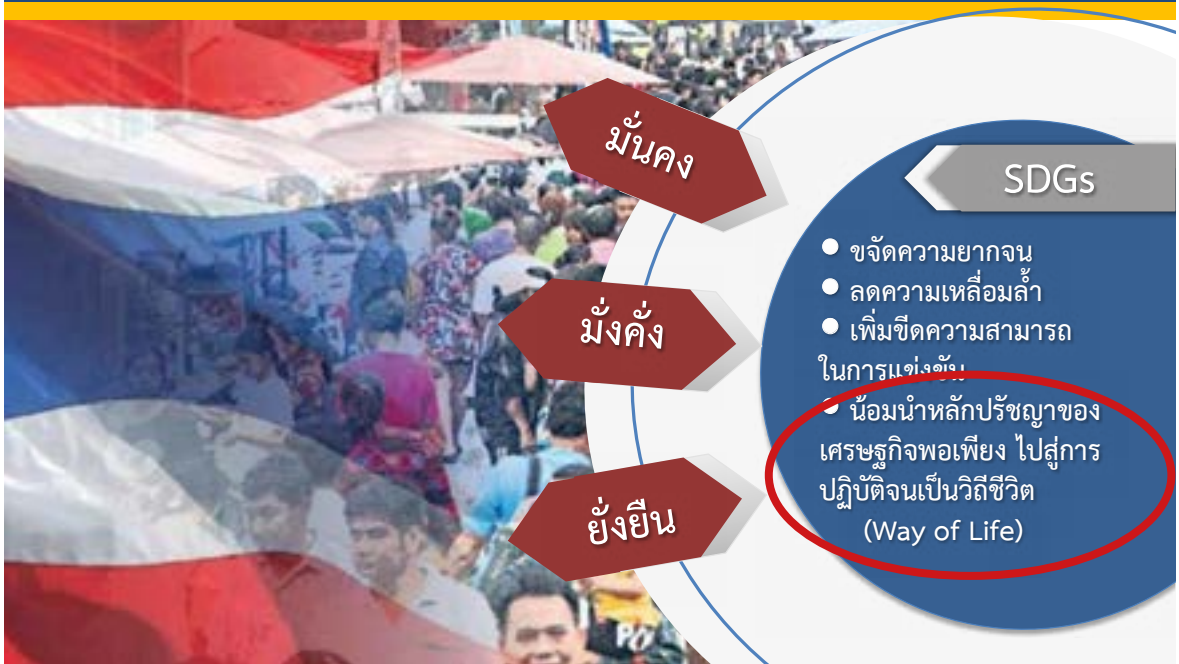 มั่นคง
มั่งคั่ง
ยั่งยืน
SDGs
● ขจัดความยากจน
● ลดความเหลื่อมล้ำ
● เพิ่มขีดความสามารถ
ในการแข่งขัน
● น้อมนำหลักปรัชญาของ
เศรษฐกิจพอเพียง ไปสู่การ
ปฏิบัติจนเป็นวิถีชีวิต
(Way of Life)